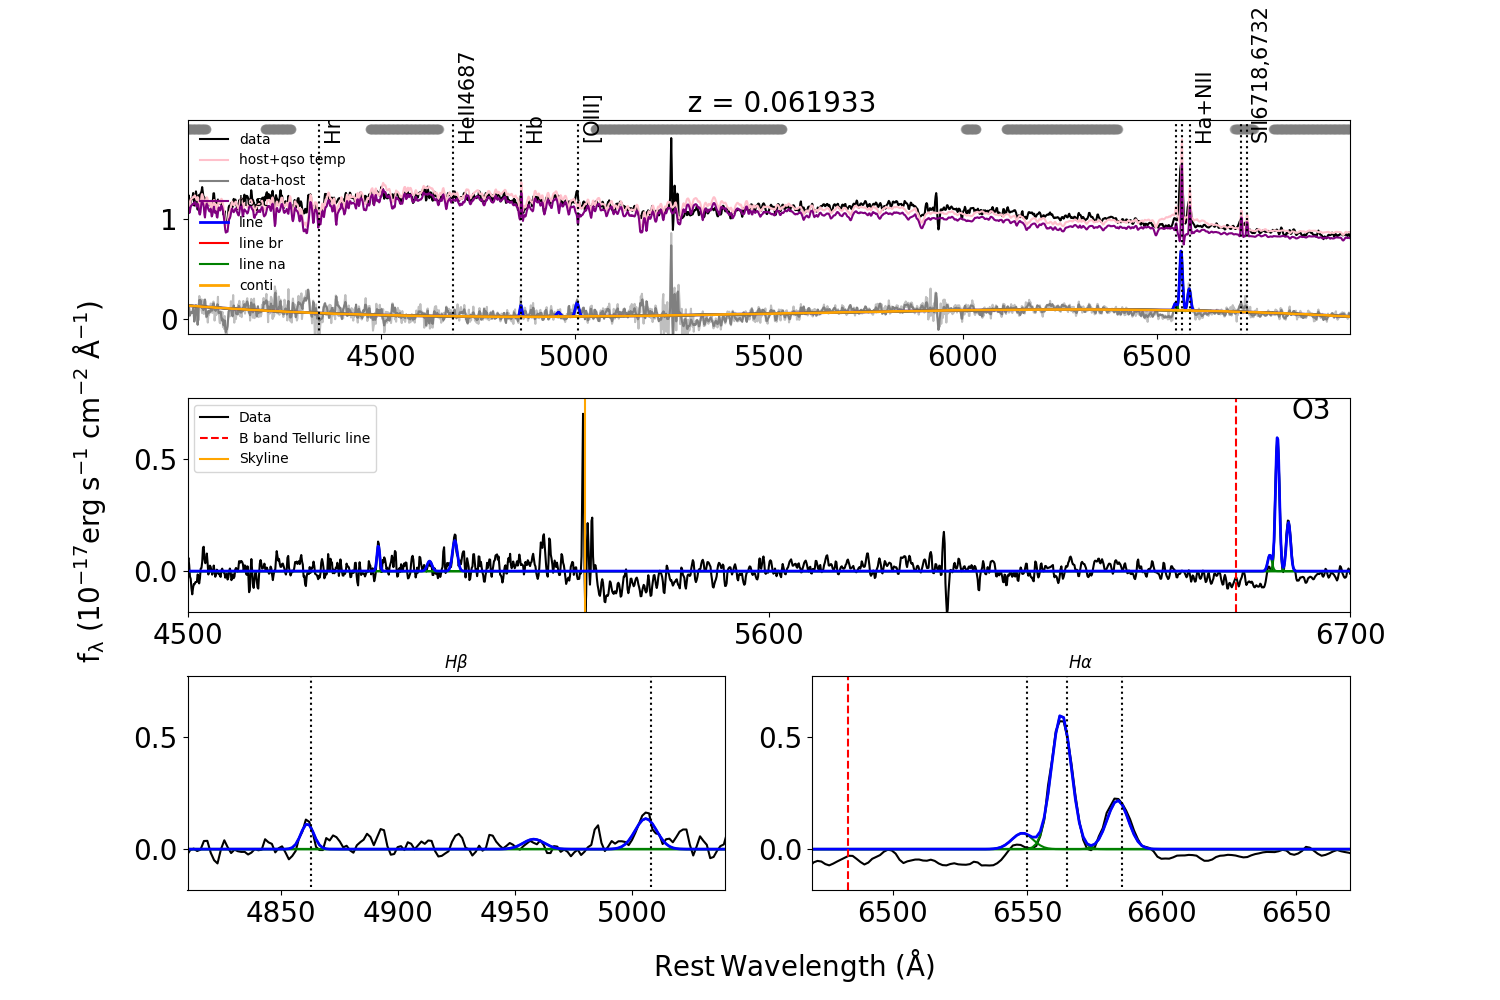 z = 0.061933
Hr
HeII4687
Hb
[OIII]
Ha+NII
SII6718,6732
data
host+qso temp
data-host
line
line br
line na
conti
1
0
4500
5000
5500
6000
6500
fλ (10⁻¹⁷erg s⁻¹ cm⁻² Å⁻¹)
O3
Data
B band Telluric line
Skyline
0.5
0.0
4500
5600
6700
Hβ
0.5
0.0
4850
4900
4950
5000
Hα
0.5
0.0
6500
6550
6600
6650
Rest Wavelength (Å)